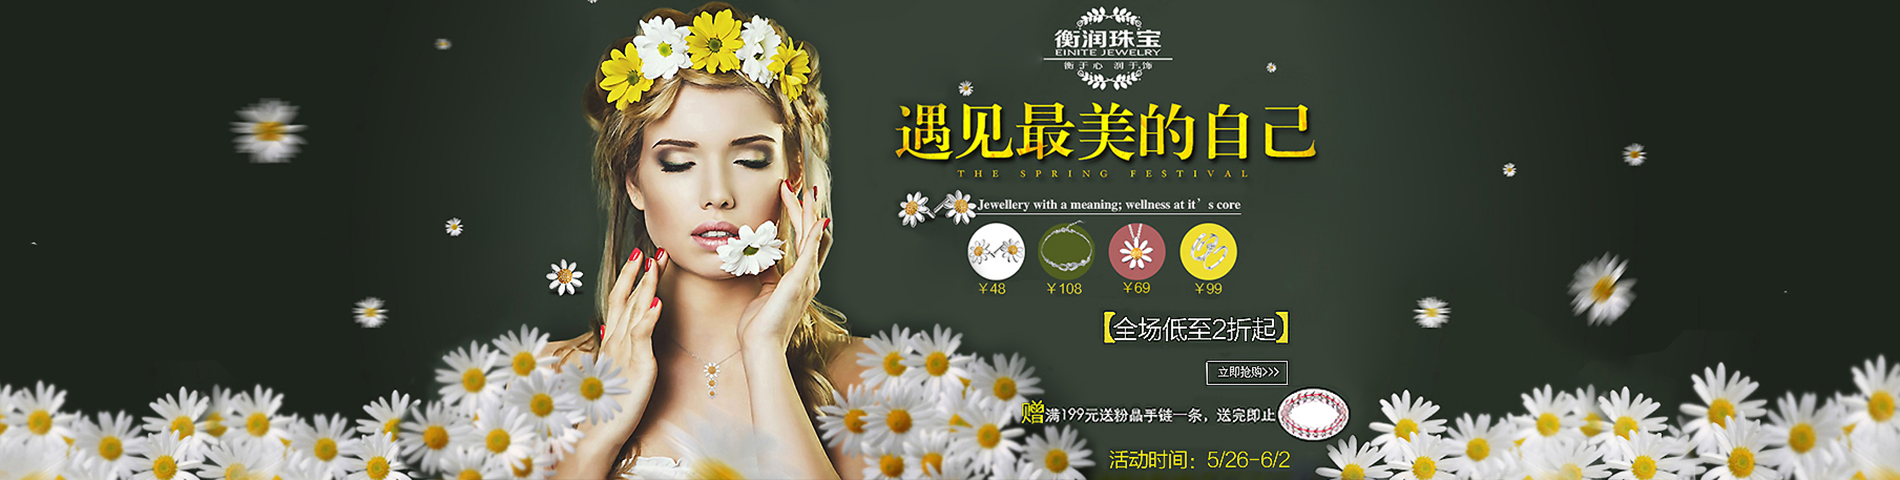 衡润珠宝
EINITE JEWELRY
衡于心 润于饰
遇见最美的自己
THE SPRING FESTIVAL
Jewellery with a meaning; wellness at it’s core
¥48 ¥108 ¥69 ¥99
【全场低至2折起】
立即抢购>>>
赠满199元送粉晶手链一条，送完即止
活动时间：5/26-6/2